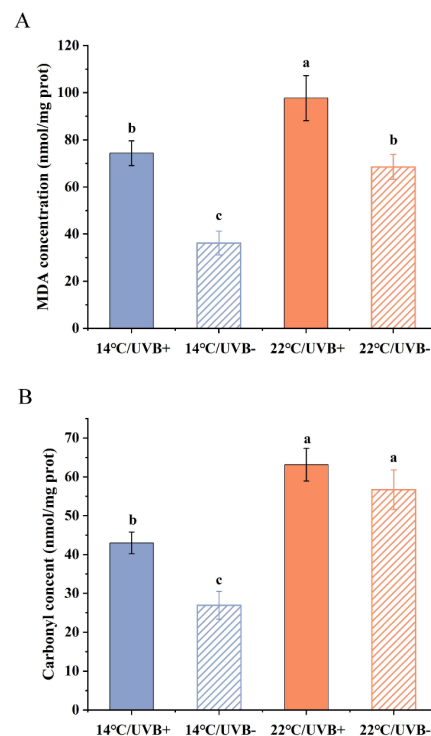 A
MDA concentration (nmol/mg prot)
120
100
80
60
40
20
0
b
c
a
b
14°C/UVB+ 14°C/UVB- 22°C/UVB+ 22°C/UVB-
B
Carbonyl concent (nmol/mg prot)
70
60
50
40
30
20
10
0
b
c
a
a
14°C/UVB+ 14°C/UVB- 22°C/UVB+ 22°C/UVB-